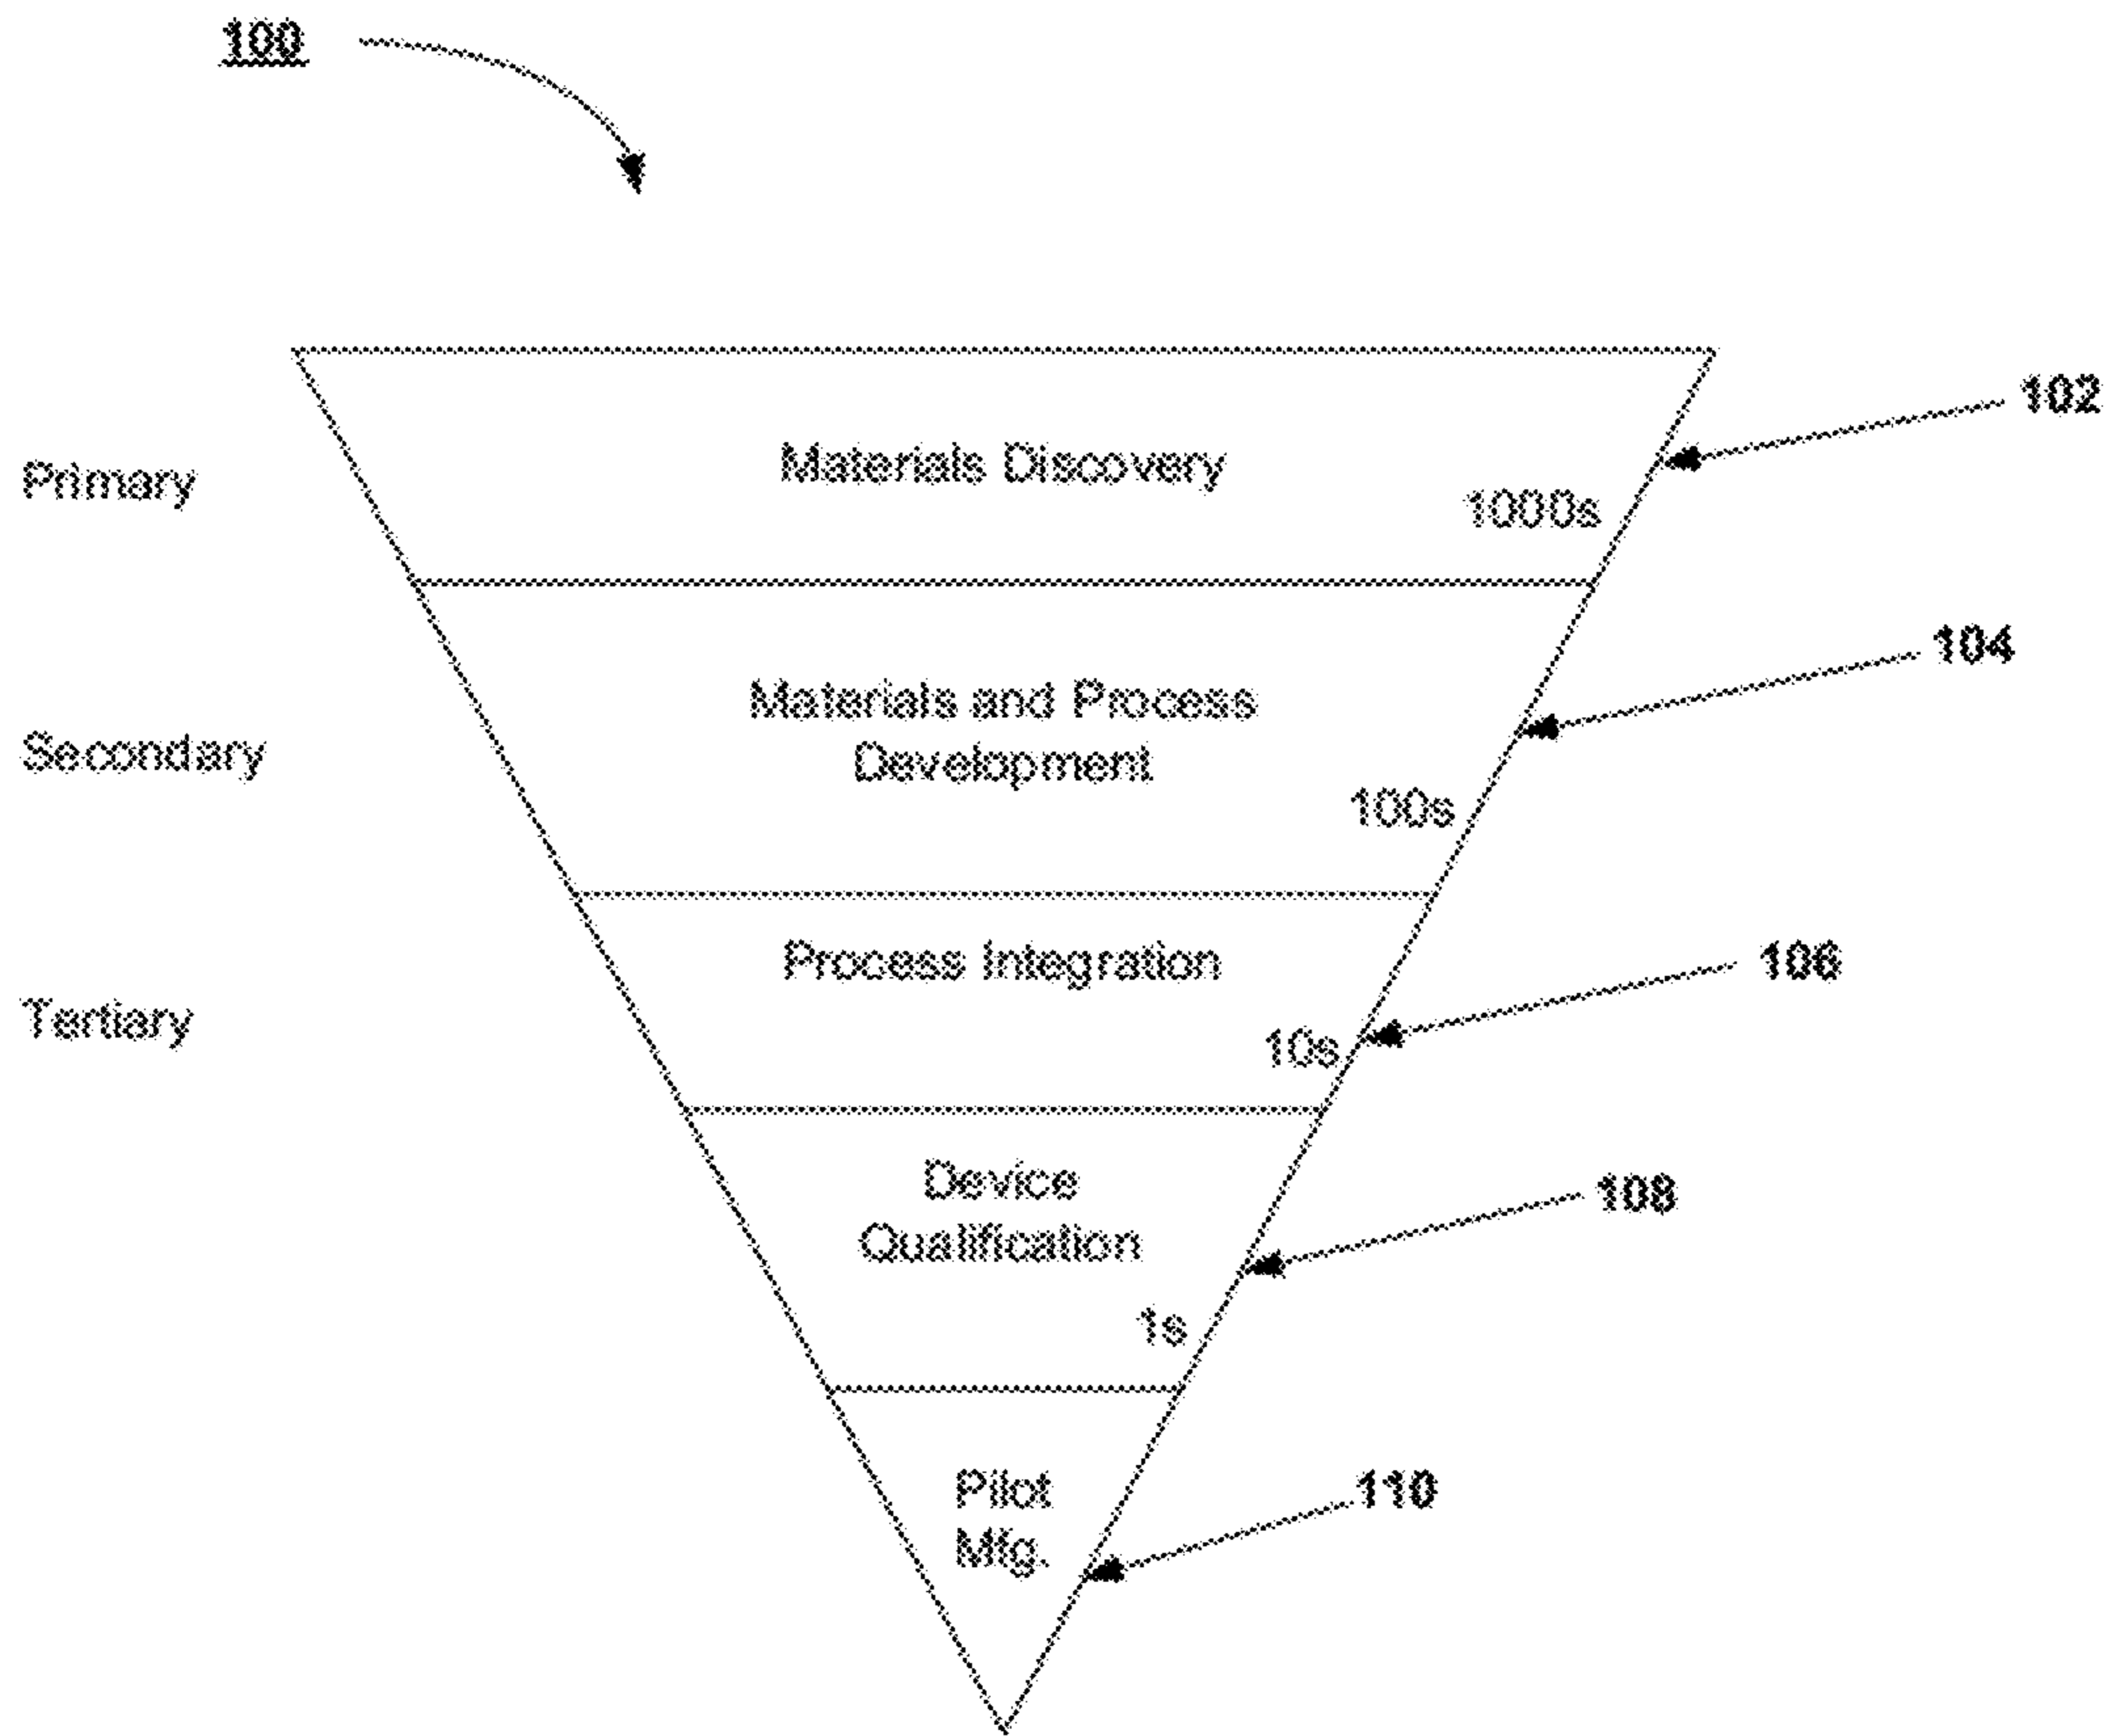 100
102
Materials Discovery
Primary
1000s
104
Materials and Process
Secondary
Development
100s
106
Process Integration
Tertiary
10s
Device
108
Qualification
1s
Pilot
110
Mfg.